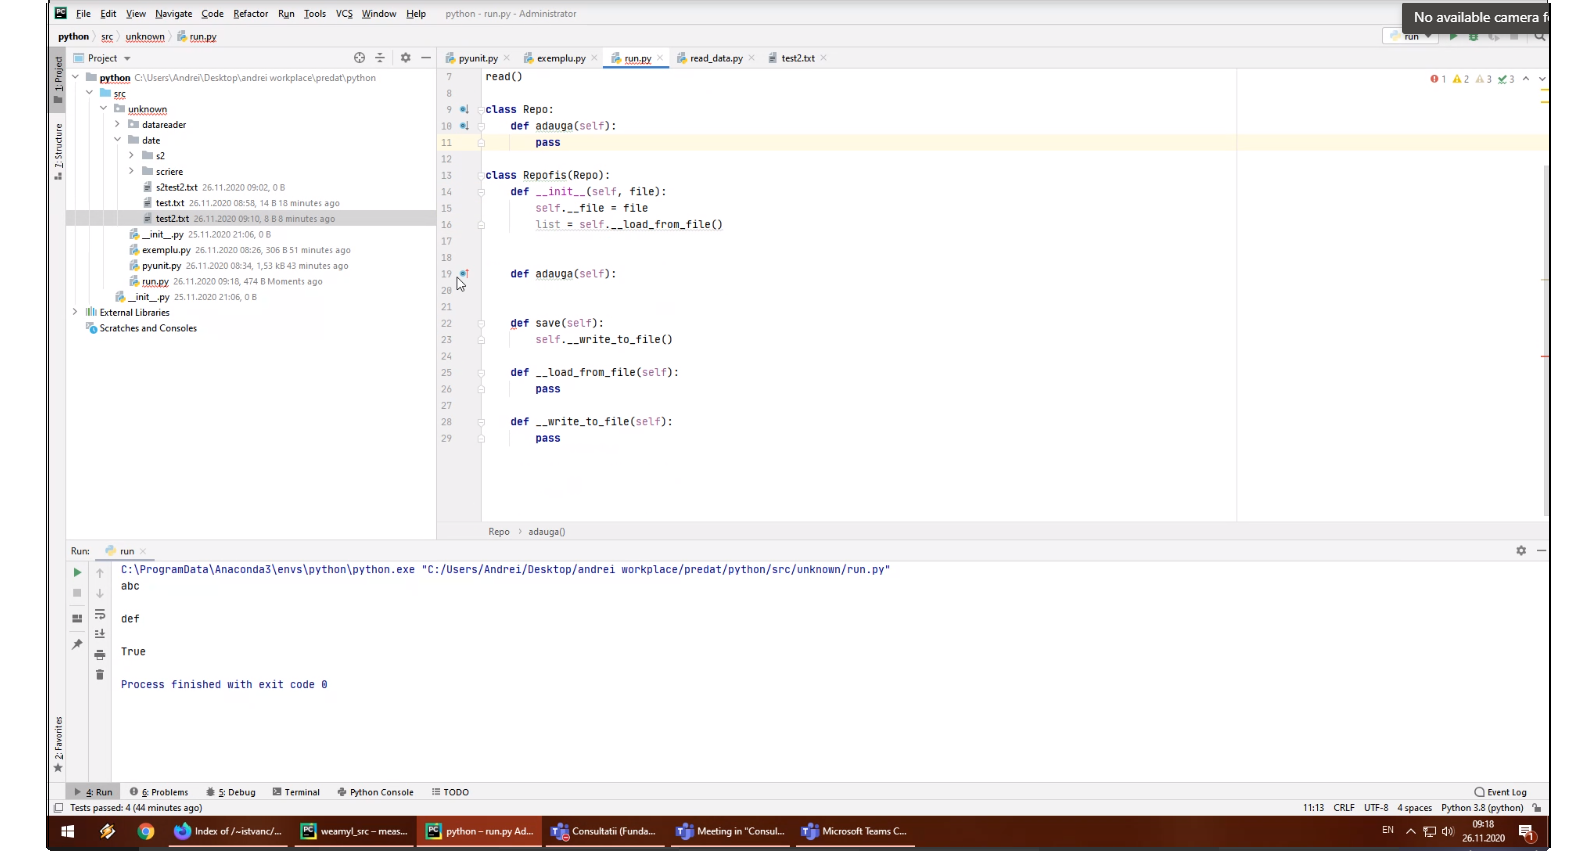 File Edit View Navigate Code Refactor Run Tools VCS Window Help python - run.py - Administrator
No available camera f
python src unknown run.py
run
Project
pyunit.py exemplu.py run.py read_data.py test2.txt
1: Project
7: Structure
2: Favorites
python C:\Users\Andrei\Desktop\andrei workplace\predat\python
src
unknown
datareader
date
s2
scriere
s2test2.txt 26.11.2020 09:02, 0 B
test.txt 26.11.2020 08:58, 14 B 18 minutes ago
test2.txt 26.11.2020 09:10, 8 B 8 minutes ago
__init__.py 25.11.2020 21:06, 0 B
exemplu.py 26.11.2020 08:26, 306 B 51 minutes ago
pyunit.py 26.11.2020 08:34, 1,53 kB 43 minutes ago
run.py 26.11.2020 09:18, 474 B Moments ago
__init__.py 25.11.2020 21:06, 0 B
External Libraries
Scratches and Consoles
1 2 3 3
7 read()
8
9 class Repo:
10 def adauga(self):
11 pass
12
13 class Repofis(Repo):
14 def __init__(self, file):
15 self.__file = file
16 list = self.__load_from_file()
17
18
19 def adauga(self):
20
21
22 def save(self):
23 self.__write_to_file()
24
25 def __load_from_file(self):
26 pass
27
28 def __write_to_file(self):
29 pass
Repo > adauga()
Run: run
C:\ProgramData\Anaconda3\envs\python\python.exe "C:/Users/Andrei/Desktop/andrei workplace/predat/python/src/unknown/run.py"
abc
def
True
Process finished with exit code 0
4: Run 6: Problems 5: Debug Terminal Python Console TODO Event Log
Tests passed: 4 (44 minutes ago) 11:13 CRLF UTF-8 4 spaces Python 3.8 (python)
Index of /~istvanc/... weamyl_src – meas... python – run.py Ad... Consultatii (Funda... Meeting in "Consul... Microsoft Teams C... EN 09:18
26.11.2020
1